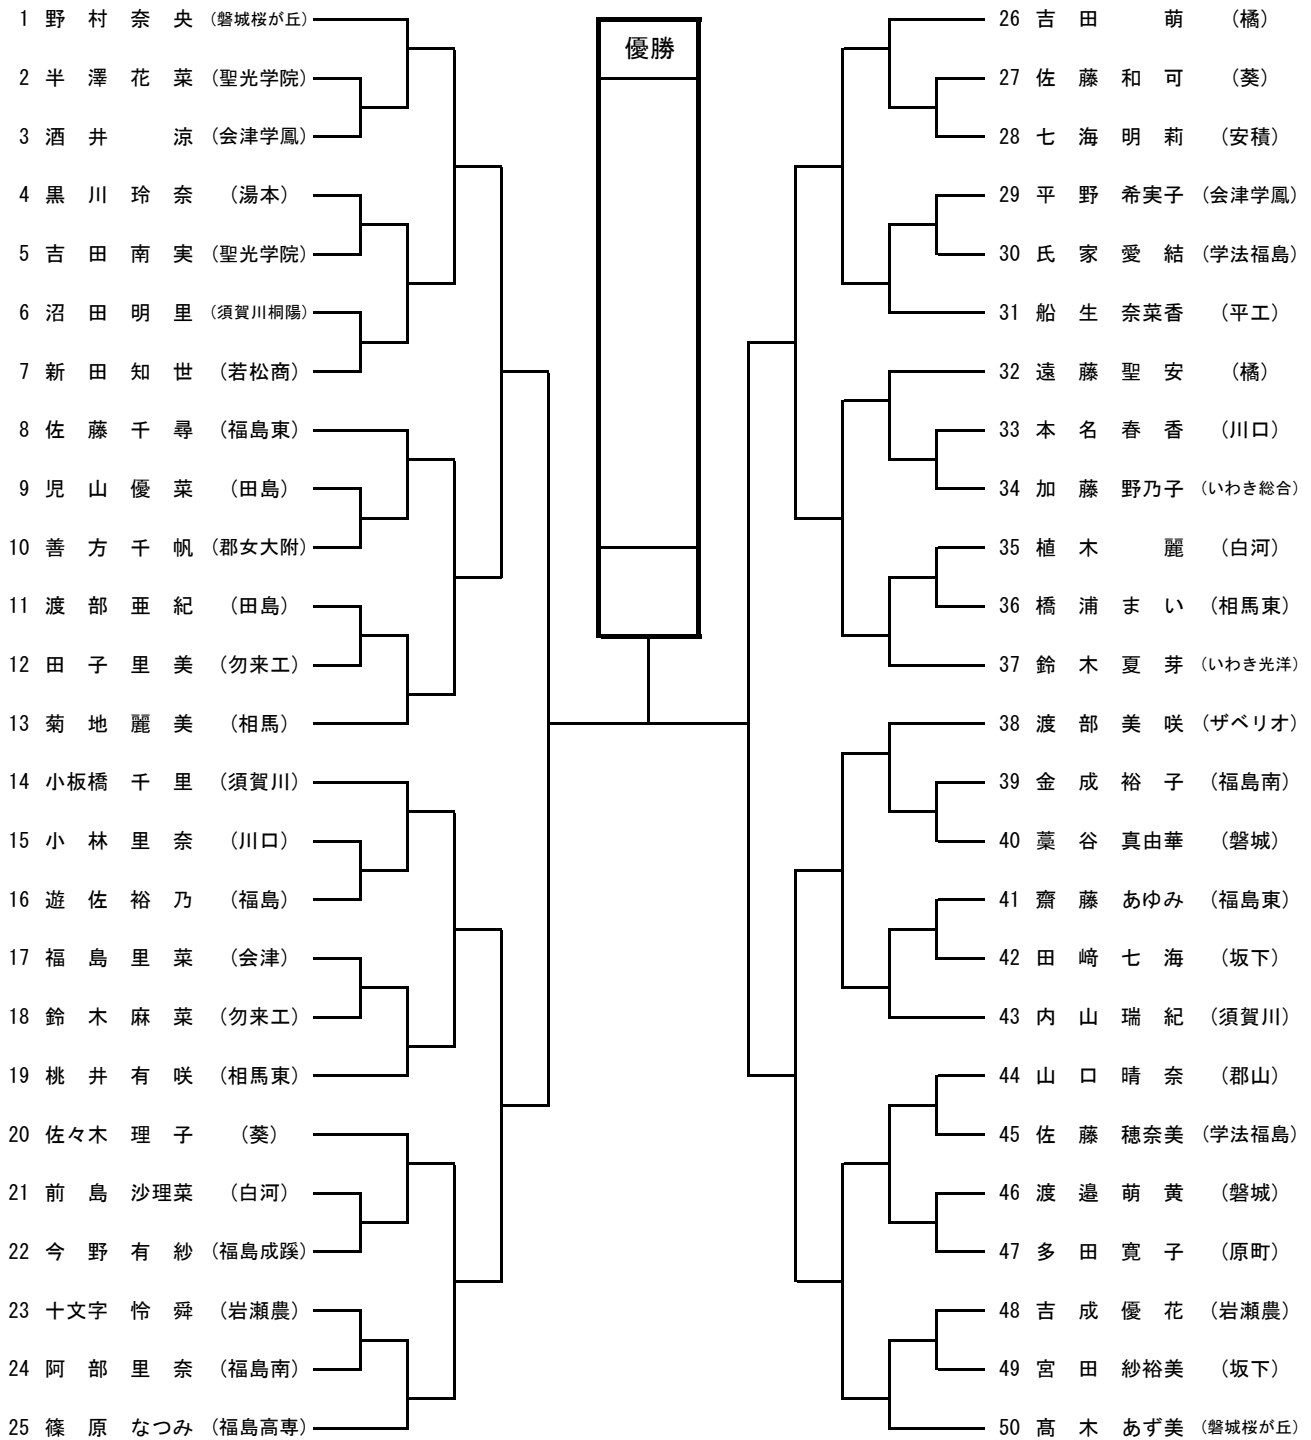 優勝
1 野村奈央 (磐城桜が丘)
2 半澤花菜 (聖光学院)
3 酒井涼 (会津学鳳)
4 黒川玲奈 (湯本)
5 吉田南実 (聖光学院)
6 沼田明里 (須賀川桐陽)
7 新田知世 (若松商)
8 佐藤千尋 (福島東)
9 児山優菜 (田島)
10 善方千帆 (郡女大附)
11 渡部亜紀 (田島)
12 田子里美 (勿来工)
13 菊地麗美 (相馬)
14 小板橋千里 (須賀川)
15 小林里奈 (川口)
16 遊佐裕乃 (福島)
17 福島里菜 (会津)
18 鈴木麻菜 (勿来工)
19 桃井有咲 (相馬東)
20 佐々木理子 (葵)
21 前島沙理菜 (白河)
22 今野有紗 (福島成蹊)
23 十文字怜舜 (岩瀬農)
24 阿部里奈 (福島南)
25 篠原なつみ (福島高専)
26 吉田萌 (橘)
27 佐藤和可 (葵)
28 七海明莉 (安積)
29 平野希実子 (会津学鳳)
30 氏家愛結 (学法福島)
31 船生奈菜香 (平工)
32 遠藤聖安 (橘)
33 本名春香 (川口)
34 加藤野乃子 (いわき総合)
35 植木麗 (白河)
36 橋浦まい (相馬東)
37 鈴木夏芽 (いわき光洋)
38 渡部美咲 (ザベリオ)
39 金成裕子 (福島南)
40 藁谷真由華 (磐城)
41 齋藤あゆみ (福島東)
42 田﨑七海 (坂下)
43 内山瑞紀 (須賀川)
44 山口晴奈 (郡山)
45 佐藤穂奈美 (学法福島)
46 渡邉萌黄 (磐城)
47 多田寛子 (原町)
48 吉成優花 (岩瀬農)
49 宮田紗裕美 (坂下)
50 髙木あず美 (磐城桜が丘)